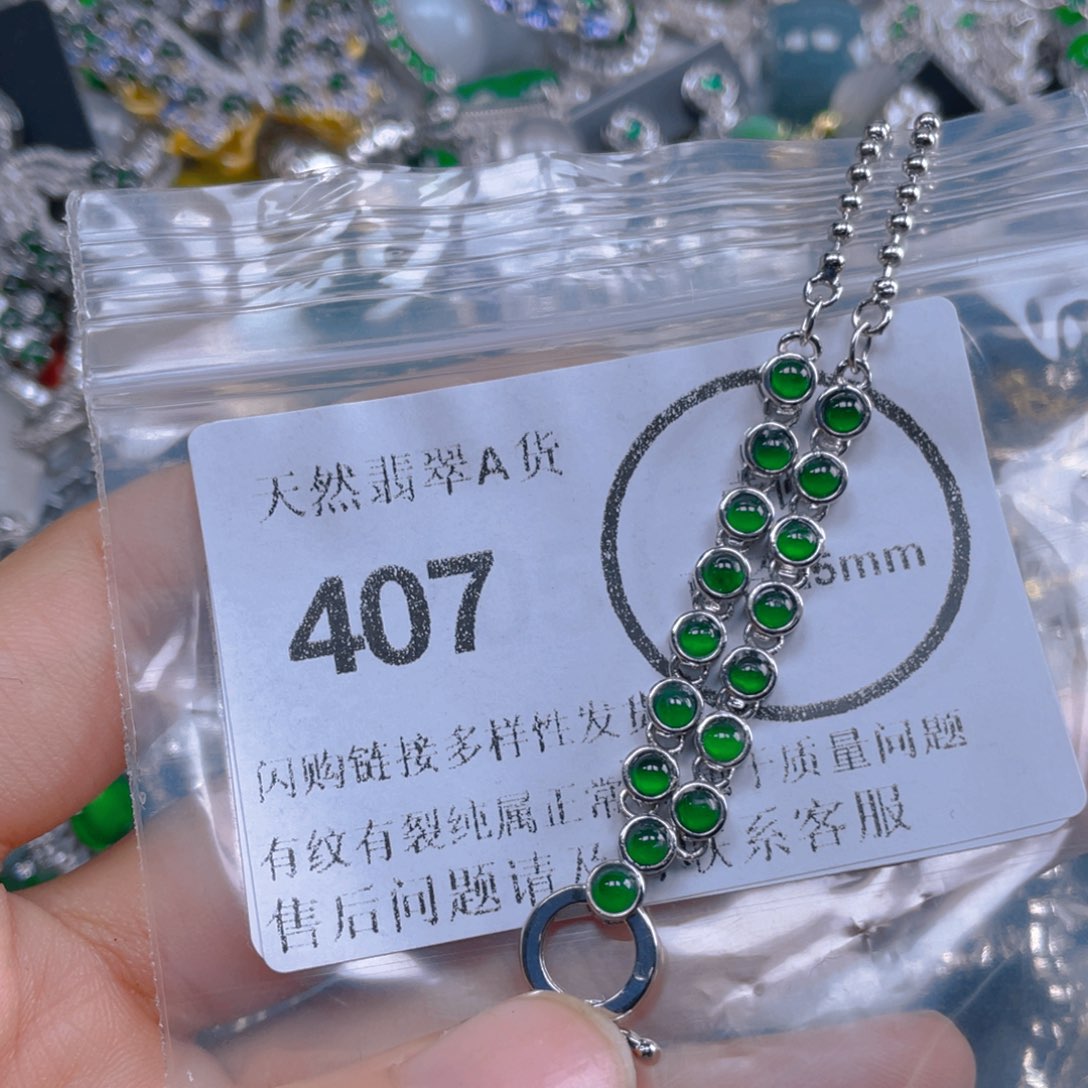 天然翡翠A货
407
5mm
闪购链接多样性发
有纹有裂纯属正常 质量问题
售后问题请 联系客服